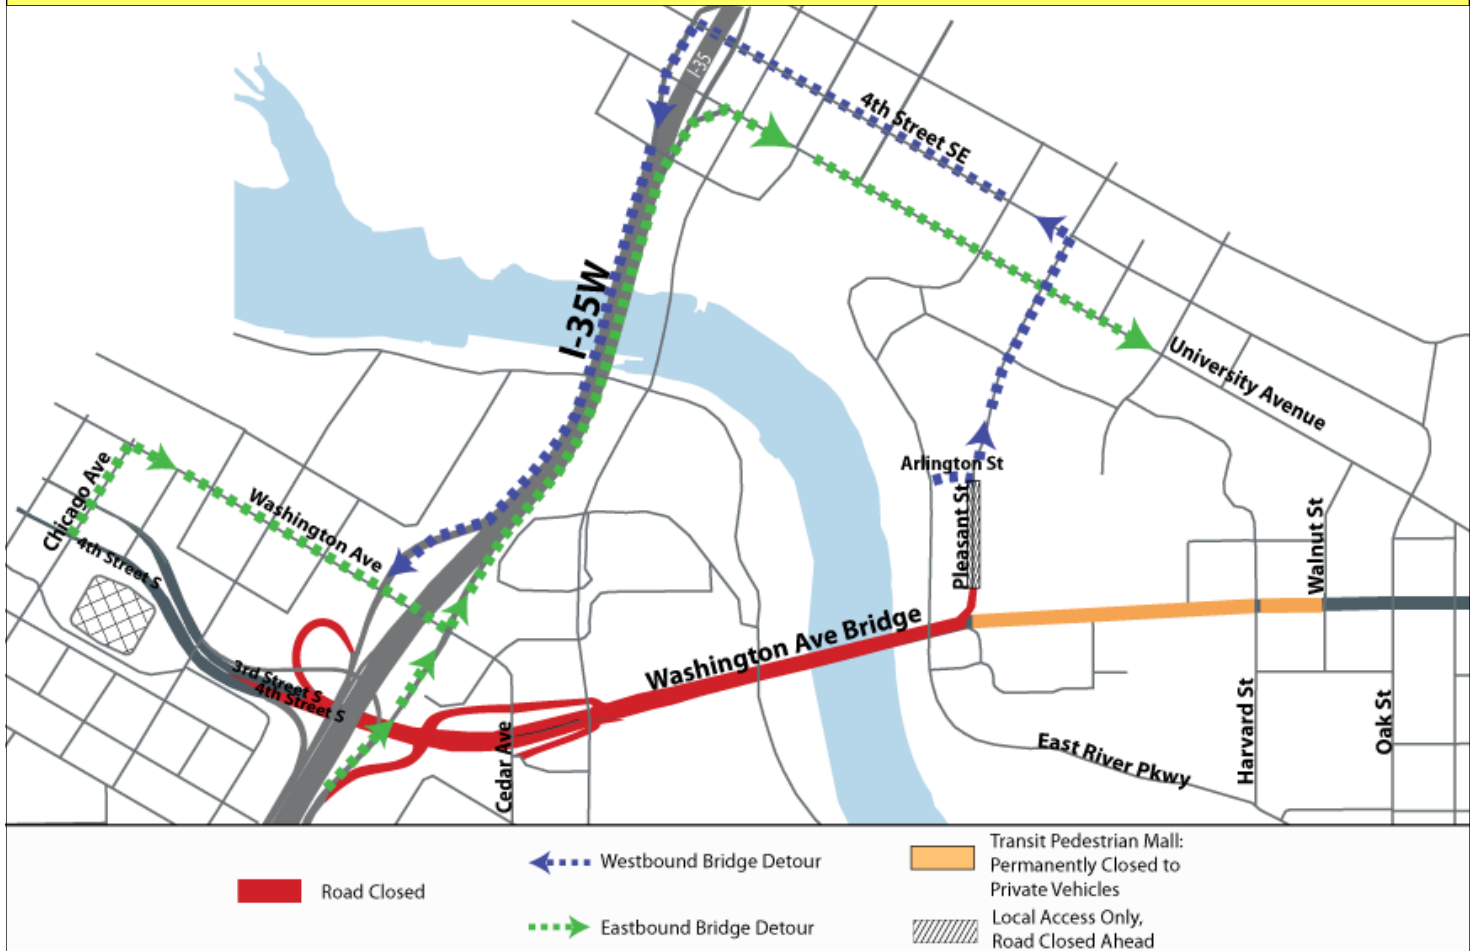 I-35
4th Street SE
I-35W
University Avenue
Arlington St
Chicago Ave
Washington Ave
4th Street S
Pleasant St
Walnut St
Washington Ave Bridge
3rd Street S
4th Street S
Cedar Ave
East River Pkwy
Harvard St
Oak St
Road Closed
Westbound Bridge Detour
Eastbound Bridge Detour
Transit Pedestrian Mall:
Permanently Closed to
Private Vehicles
Local Access Only,
Road Closed Ahead